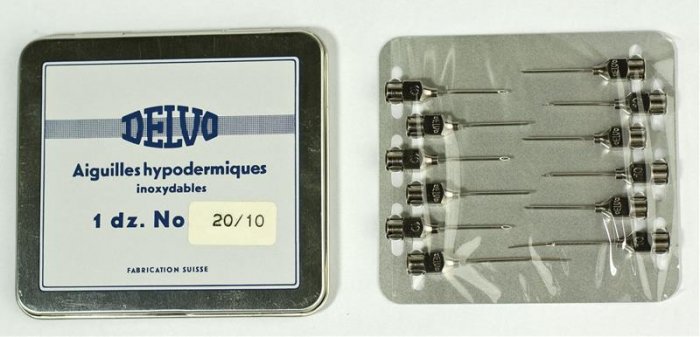 DELVO
Aiguilles hypodermiques
inoxydables
1 dz. No 20/10
FABRICATION SUISSE